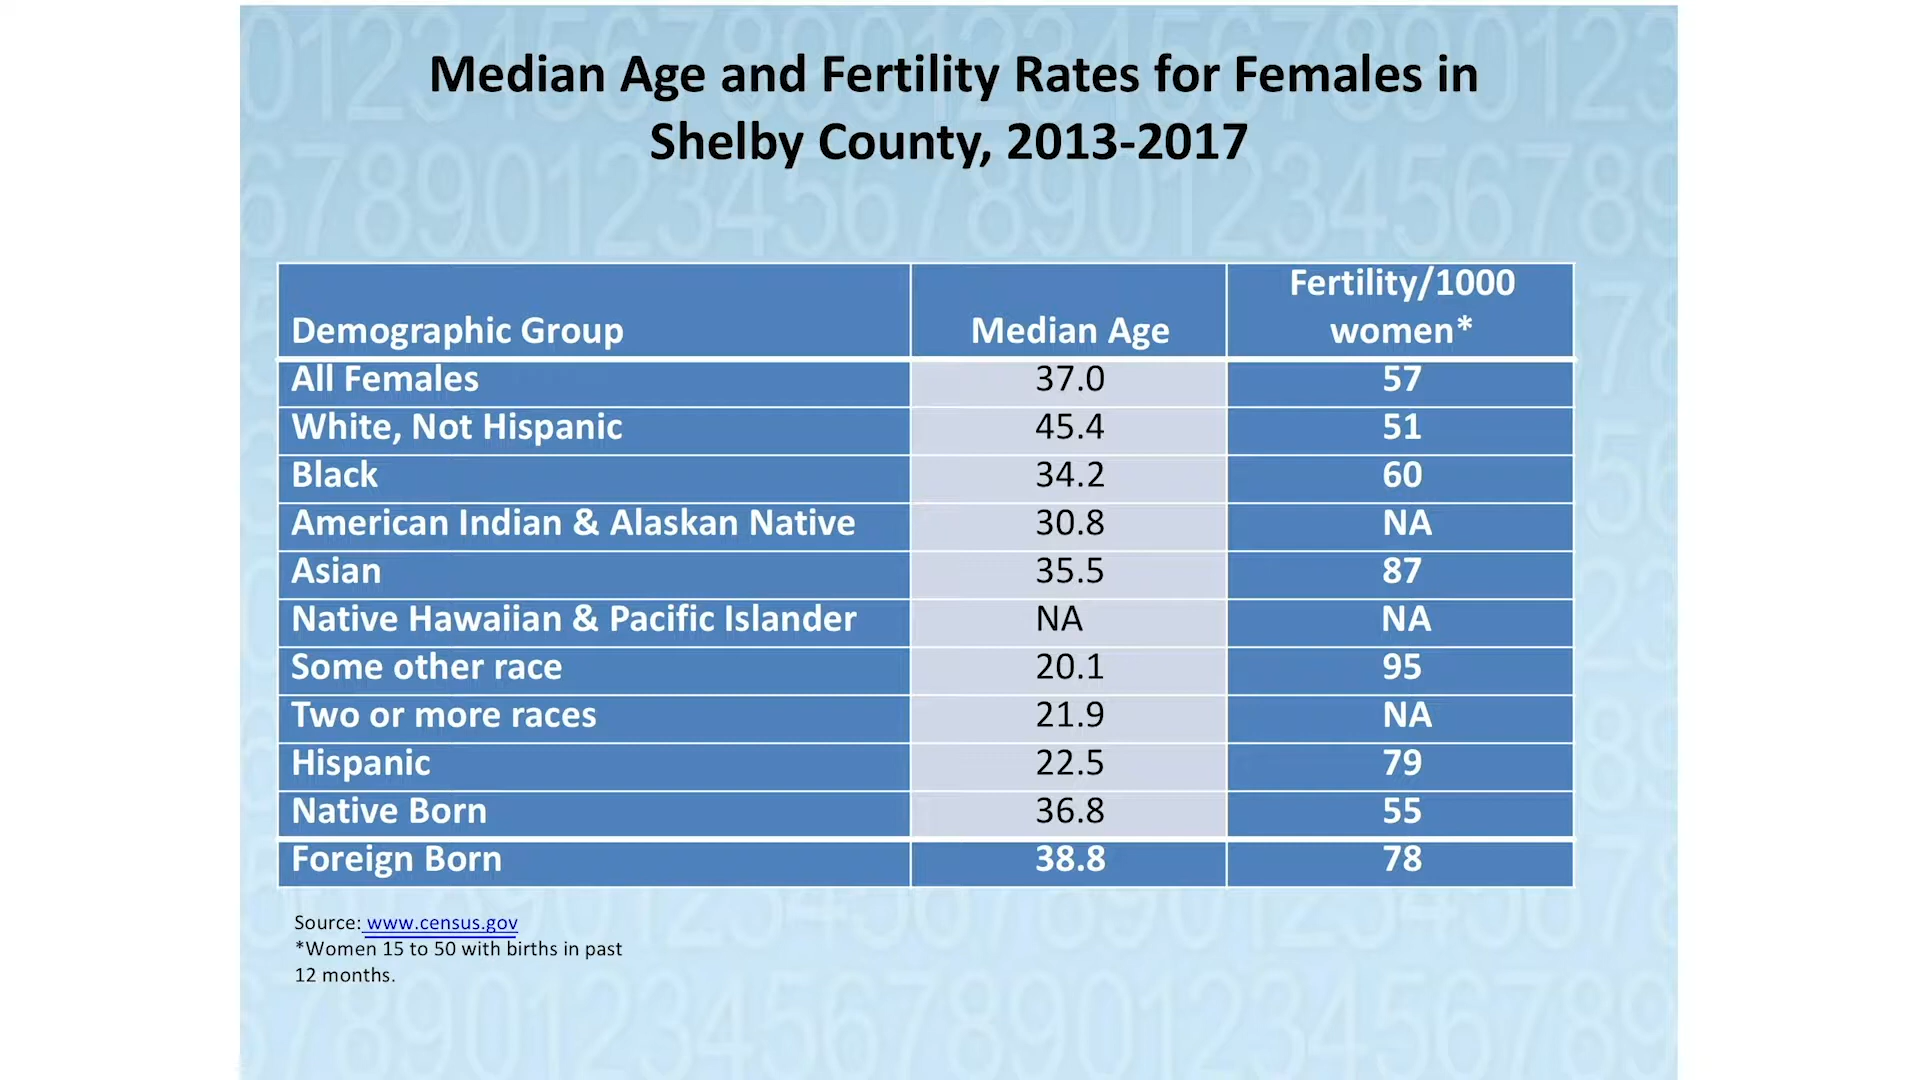 Median Age and Fertility Rates for Females in
Shelby County, 2013-2017
Demographic Group Median Age Fertility/1000 women*
All Females 37.0 57
White, Not Hispanic 45.4 51
Black 34.2 60
American Indian & Alaskan Native 30.8 NA
Asian 35.5 87
Native Hawaiian & Pacific Islander NA NA
Some other race 20.1 95
Two or more races 21.9 NA
Hispanic 22.5 79
Native Born 36.8 55
Foreign Born 38.8 78
Source: www.census.gov
*Women 15 to 50 with births in past
12 months.